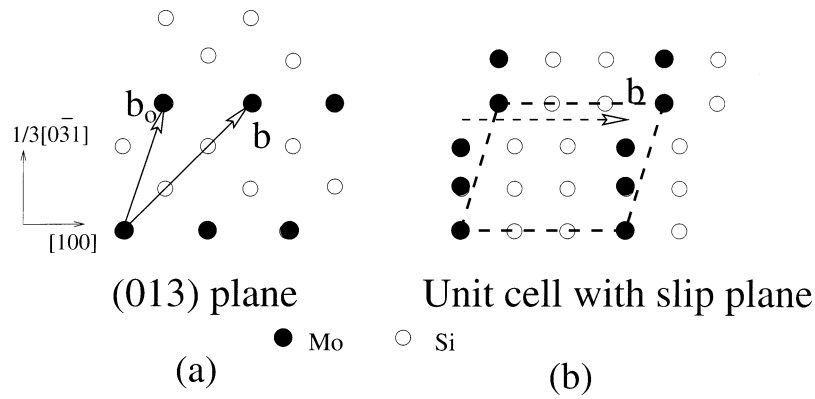 b₀
b
b
1/3[03̅1]
[100]
(013) plane
Unit cell with slip plane
Mo
Si
(a)
(b)